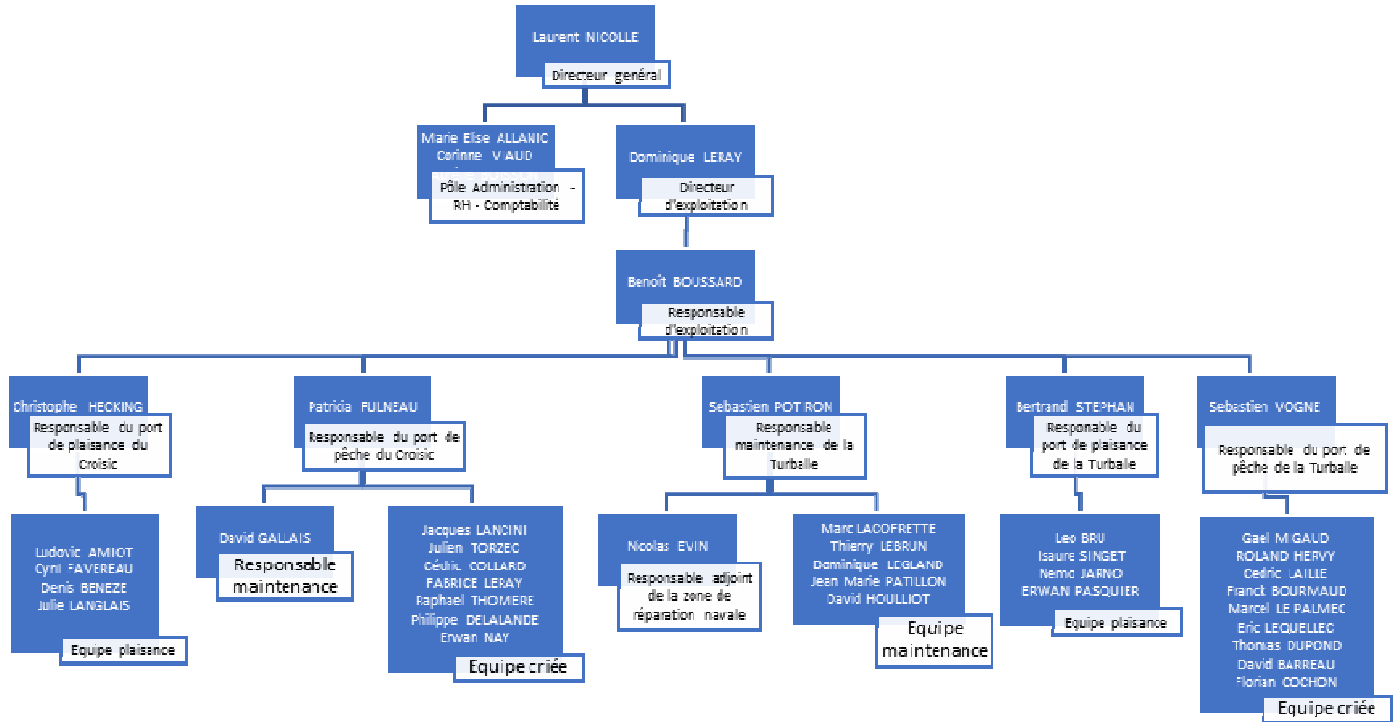 Laurent NICOLLE
Directeur général
Marie Elise ALLANIC
Corinne VIAUD
Pôle Administration -
RH - Comptabilité
Dominique LERAY
Directeur
d'exploitation
Benoît BOUSSARD
Responsable
d'exploitation
Christophe HECKING
Responsable du port
de plaisance du
Croisic
Patricia FULNEAU
Responsable du port de
pêche du Croisic
Sebastien POTIRON
Responsable
maintenance de la
Turballe
Bertrand STEPHAN
Responable du
port de plaisance
de la Turballe
Sebastien VOGNE
Responsable du port de
pêche de la Turballe
Ludovic AMIOT
Cyril FAVEREAU
Denis BENEZE
Julie LANGLAIS
Equipe plaisance
David GALLAIS
Responsable
maintenance
Jacques LANCINI
Julien TORZEC
Cédric COLLARD
FABRICE LERAY
Raphael THOMERE
Philippe DELALANDE
Erwan NAY
Equipe criée
Nicolas EVIN
Responsable adjoint
de la zone de
réparation navale
Marc LACOFRETTE
Thierry LEBRUN
Dominique LEGLAND
Jean Marie PATILLON
David HOULLIOT
Equipe
maintenance
Leo BRU
Isaure SINGET
Nemo JARNO
ERWAN PASQUIER
Equipe plaisance
Gael MIGAUD
ROLAND HERVY
Cedric LAILLE
Franck BOURMAUD
Marcel LE PALMEC
Eric LEQUELLEC
Thomas DUPOND
David BARREAU
Florian COCHON
Equipe criée